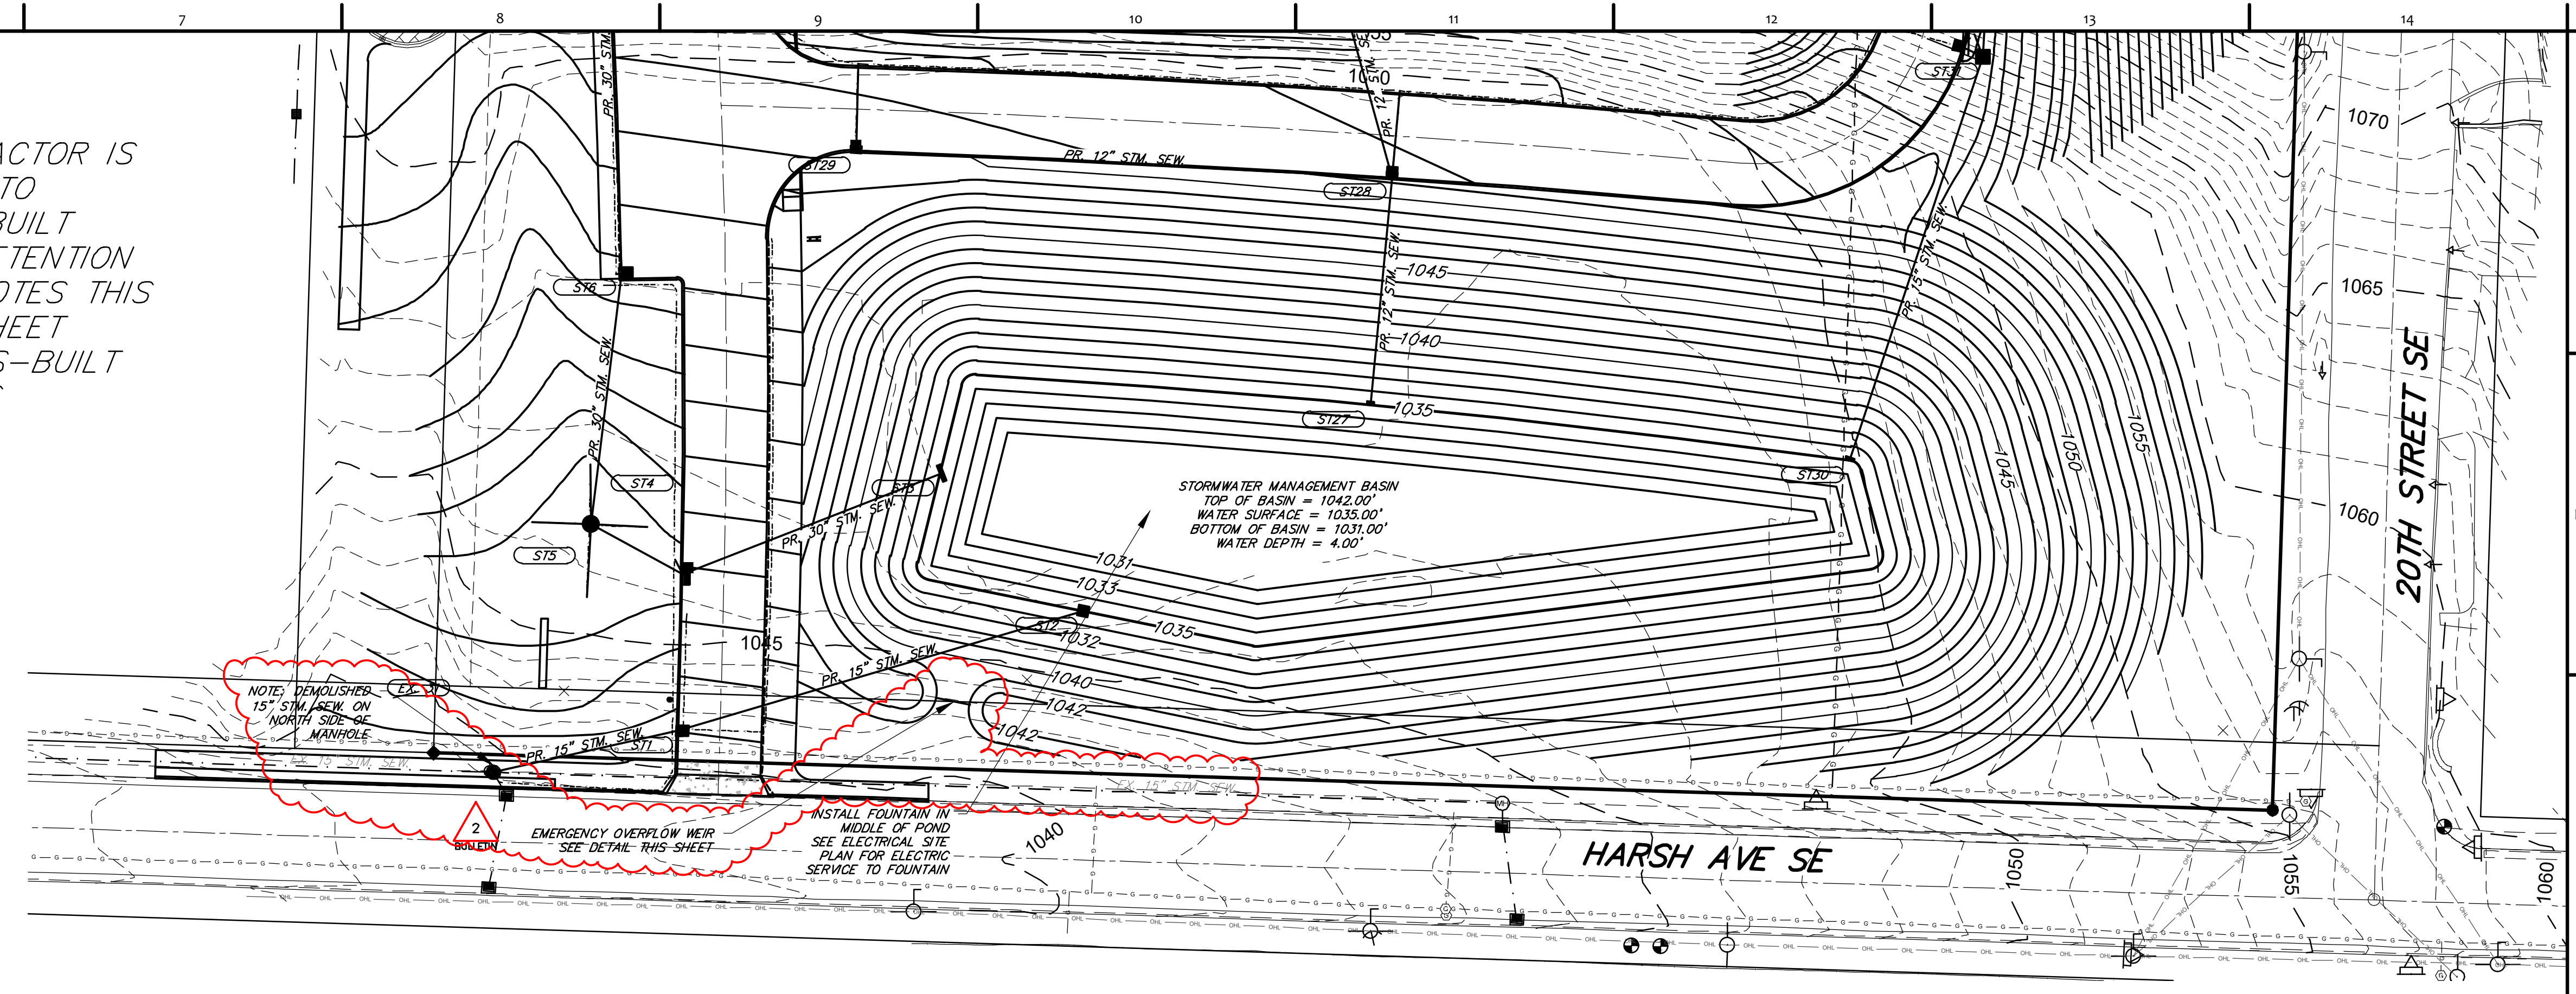 7
8
9
10
11
12
13
14
ACTOR IS
TO
BUILT
TTENTION
OTES THIS
HEET
S-BUILT
PR. 30" STM.
1050
PR. 12" STM. SEW.
ST31
1070
PR. 12" STM. SEW.
ST29
ST28
PR. 15" STM. SEW.
PR. 12" STM. SEW.
1045
ST6
1065
1040
PR. 30" STM. SEW.
1035
ST27
20TH STREET SE
1055
1050
1045
ST4
ST3
ST30
PR. 30" STM. SEW.
1060
STORMWATER MANAGEMENT BASIN
TOP OF BASIN = 1042.00'
WATER SURFACE = 1035.00'
BOTTOM OF BASIN = 1031.00'
WATER DEPTH = 4.00'
ST5
1031
1033
ST2
1032
1035
1045
PR. 15" STM. SEW.
1040
1042
1042
NOTE: DEMOLISHED
15" STM. SEW. ON
NORTH SIDE OF
MANHOLE
PR. 15" STM. SEW.
ST1
EX. 15" STM. SEW.
EX. 15" STM. SEW.
MH
2
BULLETIN
EMERGENCY OVERFLOW WEIR
SEE DETAIL THIS SHEET
INSTALL FOUNTAIN IN
MIDDLE OF POND
SEE ELECTRICAL SITE
PLAN FOR ELECTRIC
SERVICE TO FOUNTAIN
1040
HARSH AVE SE
1050
1055
1060